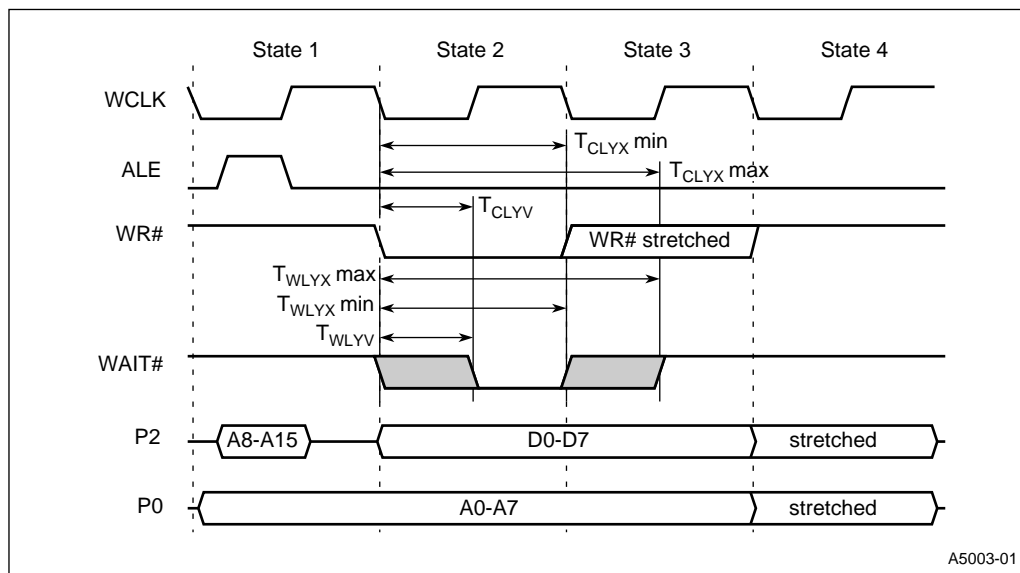 State 1 State 2 State 3 State 4
WCLK
T_CLYX min
ALE
T_CLYX max
T_CLYV
WR#
WR# stretched
T_WLYX max
T_WLYX min
T_WLYV
WAIT#
P2 A8-A15 D0-D7 stretched
P0 A0-A7 stretched
A5003-01